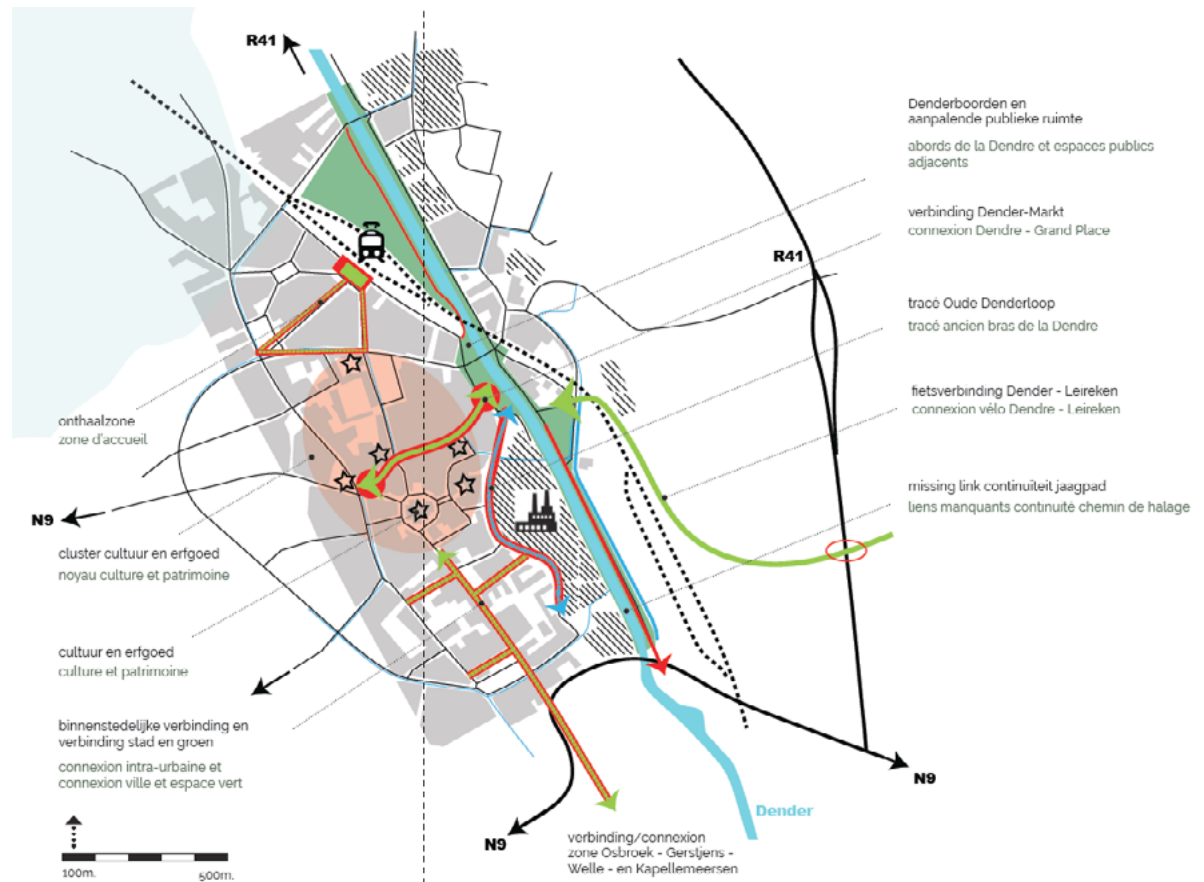 R41
Denderboorden en
aanpalende publieke ruimte
abords de la Dendre et espaces publics
adjacents
verbinding Dender-Markt
connexion Dendre - Grand Place
R41
tracé Oude Denderloop
tracé ancien bras de la Dendre
fietsverbinding Dender - Leireken
connexion vélo Dendre - Leireken
onthaalzone
zone d'accueil
missing link continuïteit jaagpad
liens manquants continuité chemin de halage
N9
cluster cultuur en erfgoed
noyau culture et patrimoine
cultuur en erfgoed
culture et patrimoine
binnenstedelijke verbinding en
verbinding stad en groen
connexion intra-urbaine et
connexion ville et espace vert
N9
Dender
N9
verbinding/connexion
zone Osbroek - Gerstjens -
Welle - en Kapellemeersen
100m. 500m.